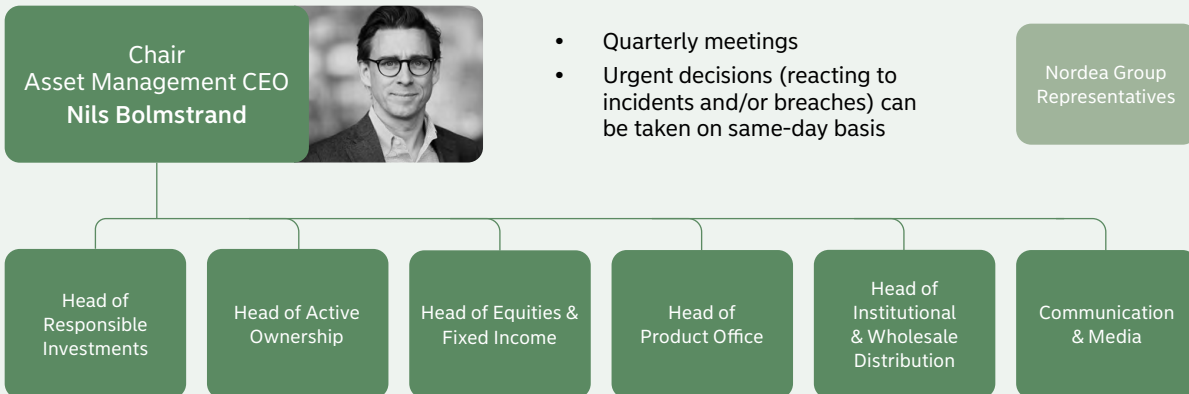 Chair
Asset Management CEO
Nils Bolmstrand
• Quarterly meetings
• Urgent decisions (reacting to
incidents and/or breaches) can
be taken on same-day basis
Nordea Group
Representatives
Head of
Responsible
Investments
Head of Active
Ownership
Head of Equities &
Fixed Income
Head of
Product Office
Head of
Institutional
& Wholesale
Distribution
Communication
& Media